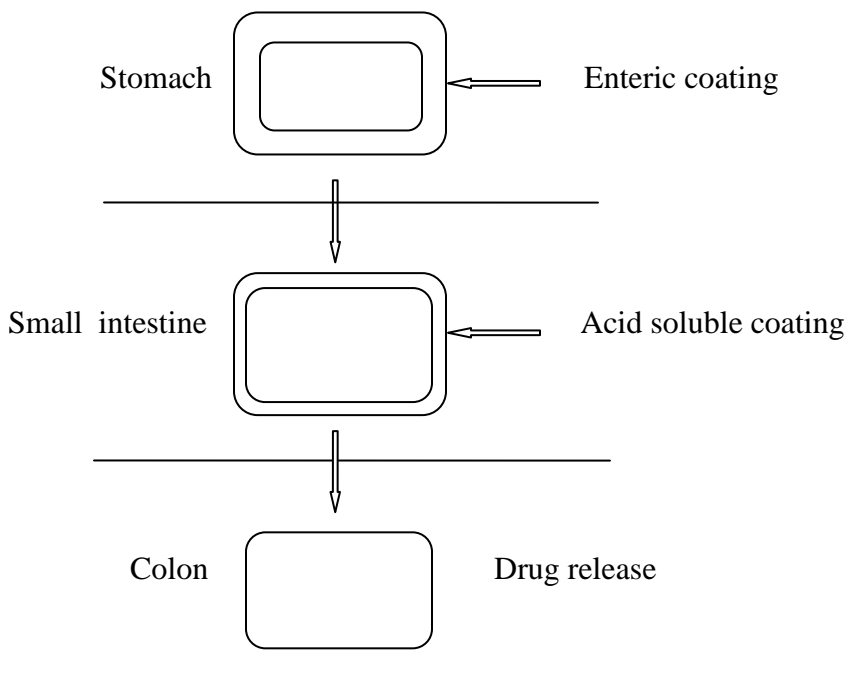 Stomach
Enteric coating
Small intestine
Acid soluble coating
Colon
Drug release